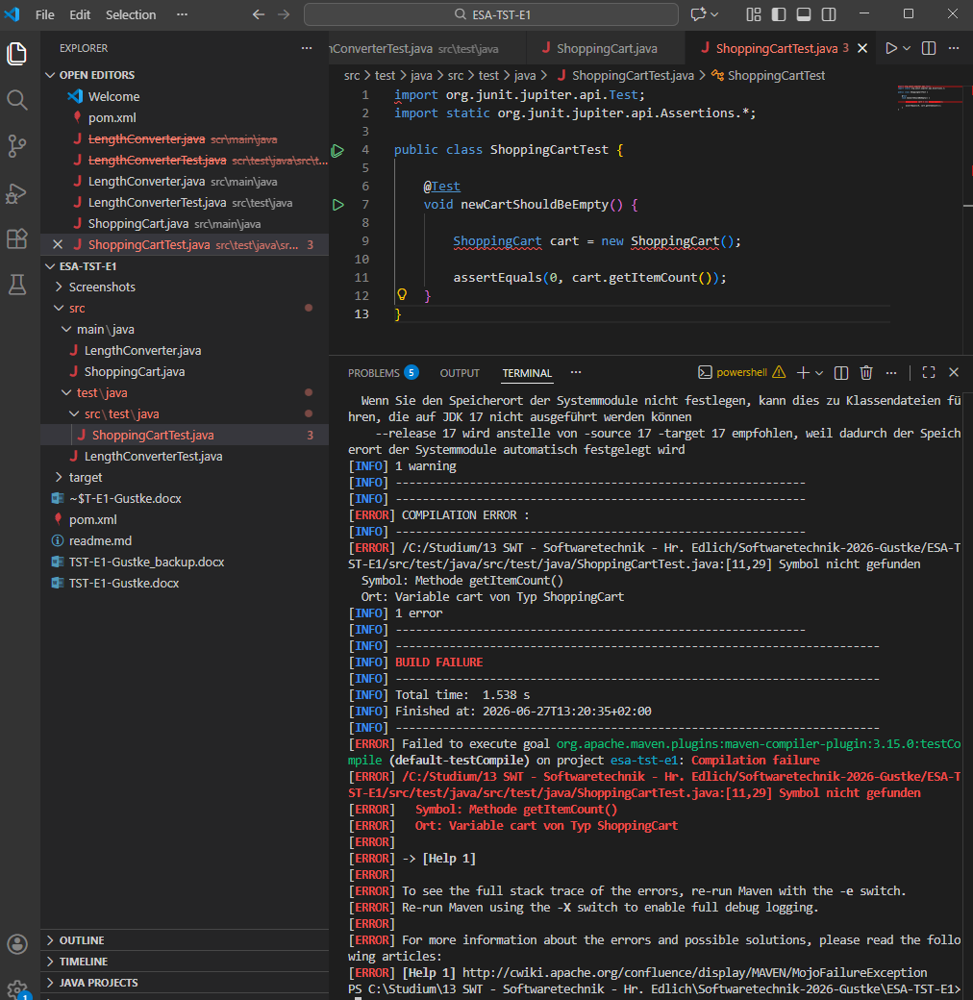 File Edit Selection ··· ESA-TST-E1
EXPLORER ···
OPEN EDITORS
Welcome
pom.xml
LengthConverter.java scr\main\java
LengthConverterTest.java scr\test\java\src\t...
LengthConverter.java src\main\java
LengthConverterTest.java src\test\java
ShoppingCart.java src\main\java
ShoppingCartTest.java src\test\java\sr... 3
ESA-TST-E1
Screenshots
src
main\java
LengthConverter.java
ShoppingCart.java
test\java
src\test\java
ShoppingCartTest.java 3
LengthConverterTest.java
target
~$T-E1-Gustke.docx
pom.xml
readme.md
TST-E1-Gustke_backup.docx
TST-E1-Gustke.docx
OUTLINE
TIMELINE
JAVA PROJECTS
1
nConverterTest.java src\test\java ShoppingCart.java ShoppingCartTest.java 3
src > test > java > src > test > java > ShoppingCartTest.java > ShoppingCartTest
1 import org.junit.jupiter.api.Test;
2 import static org.junit.jupiter.api.Assertions.*;
3
4 public class ShoppingCartTest {
5
6 @Test
7 void newCartShouldBeEmpty() {
8
9 ShoppingCart cart = new ShoppingCart();
10
11 assertEquals(0, cart.getItemCount());
12 }
13 }
PROBLEMS 5 OUTPUT TERMINAL ··· powershell
Wenn Sie den Speicherort der Systemmodule nicht festlegen, kann dies zu Klassendateien fü
hren, die auf JDK 17 nicht ausgeführt werden können
--release 17 wird anstelle von -source 17 -target 17 empfohlen, weil dadurch der Speich
erort der Systemmodule automatisch festgelegt wird
[INFO] 1 warning
[INFO] -------------------------------------------------------------
[INFO] -------------------------------------------------------------
[ERROR] COMPILATION ERROR :
[INFO] -------------------------------------------------------------
[ERROR] /C:/Studium/13 SWT - Softwaretechnik - Hr. Edlich/Softwaretechnik-2026-Gustke/ESA-T
ST-E1/src/test/java/src/test/java/ShoppingCartTest.java:[11,29] Symbol nicht gefunden
Symbol: Methode getItemCount()
Ort: Variable cart von Typ ShoppingCart
[INFO] 1 error
[INFO] -------------------------------------------------------------
[INFO] ------------------------------------------------------------------------
[INFO] BUILD FAILURE
[INFO] ------------------------------------------------------------------------
[INFO] Total time: 1.538 s
[INFO] Finished at: 2026-06-27T13:20:35+02:00
[INFO] ------------------------------------------------------------------------
[ERROR] Failed to execute goal org.apache.maven.plugins:maven-compiler-plugin:3.15.0:testCo
mpile (default-testCompile) on project esa-tst-e1: Compilation failure
[ERROR] /C:/Studium/13 SWT - Softwaretechnik - Hr. Edlich/Softwaretechnik-2026-Gustke/ESA-T
ST-E1/src/test/java/src/test/java/ShoppingCartTest.java:[11,29] Symbol nicht gefunden
[ERROR] Symbol: Methode getItemCount()
[ERROR] Ort: Variable cart von Typ ShoppingCart
[ERROR]
[ERROR] -> [Help 1]
[ERROR]
[ERROR] To see the full stack trace of the errors, re-run Maven with the -e switch.
[ERROR] Re-run Maven using the -X switch to enable full debug logging.
[ERROR]
[ERROR] For more information about the errors and possible solutions, please read the follo
wing articles:
[ERROR] [Help 1] http://cwiki.apache.org/confluence/display/MAVEN/MojoFailureException
PS C:\Studium\13 SWT - Softwaretechnik - Hr. Edlich\Softwaretechnik-2026-Gustke\ESA-TST-E1>